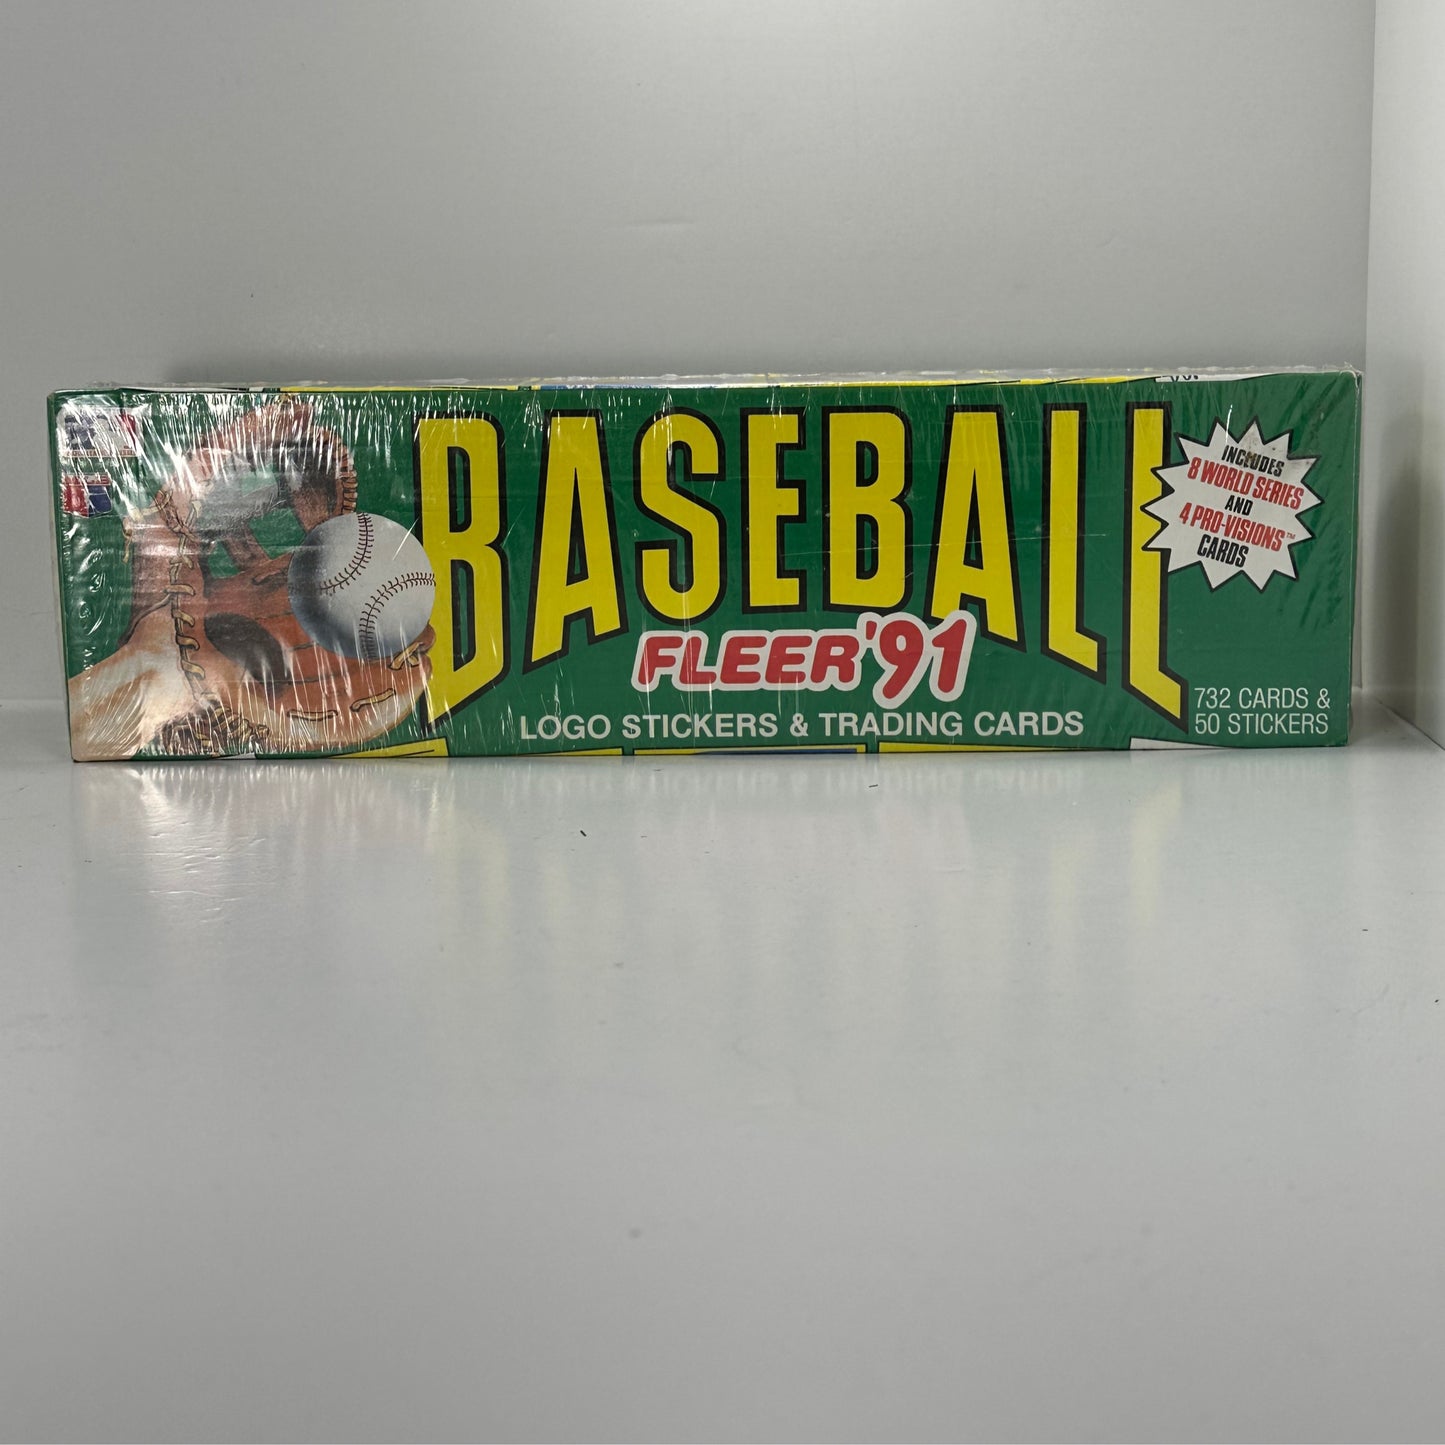 BASEBALL
INCLUDES
8 WORLD SERIES
AND
4 PRO-VISIONS™
CARDS
FLEER '91
LOGO STICKERS & TRADING CARDS
732 CARDS &
50 STICKERS